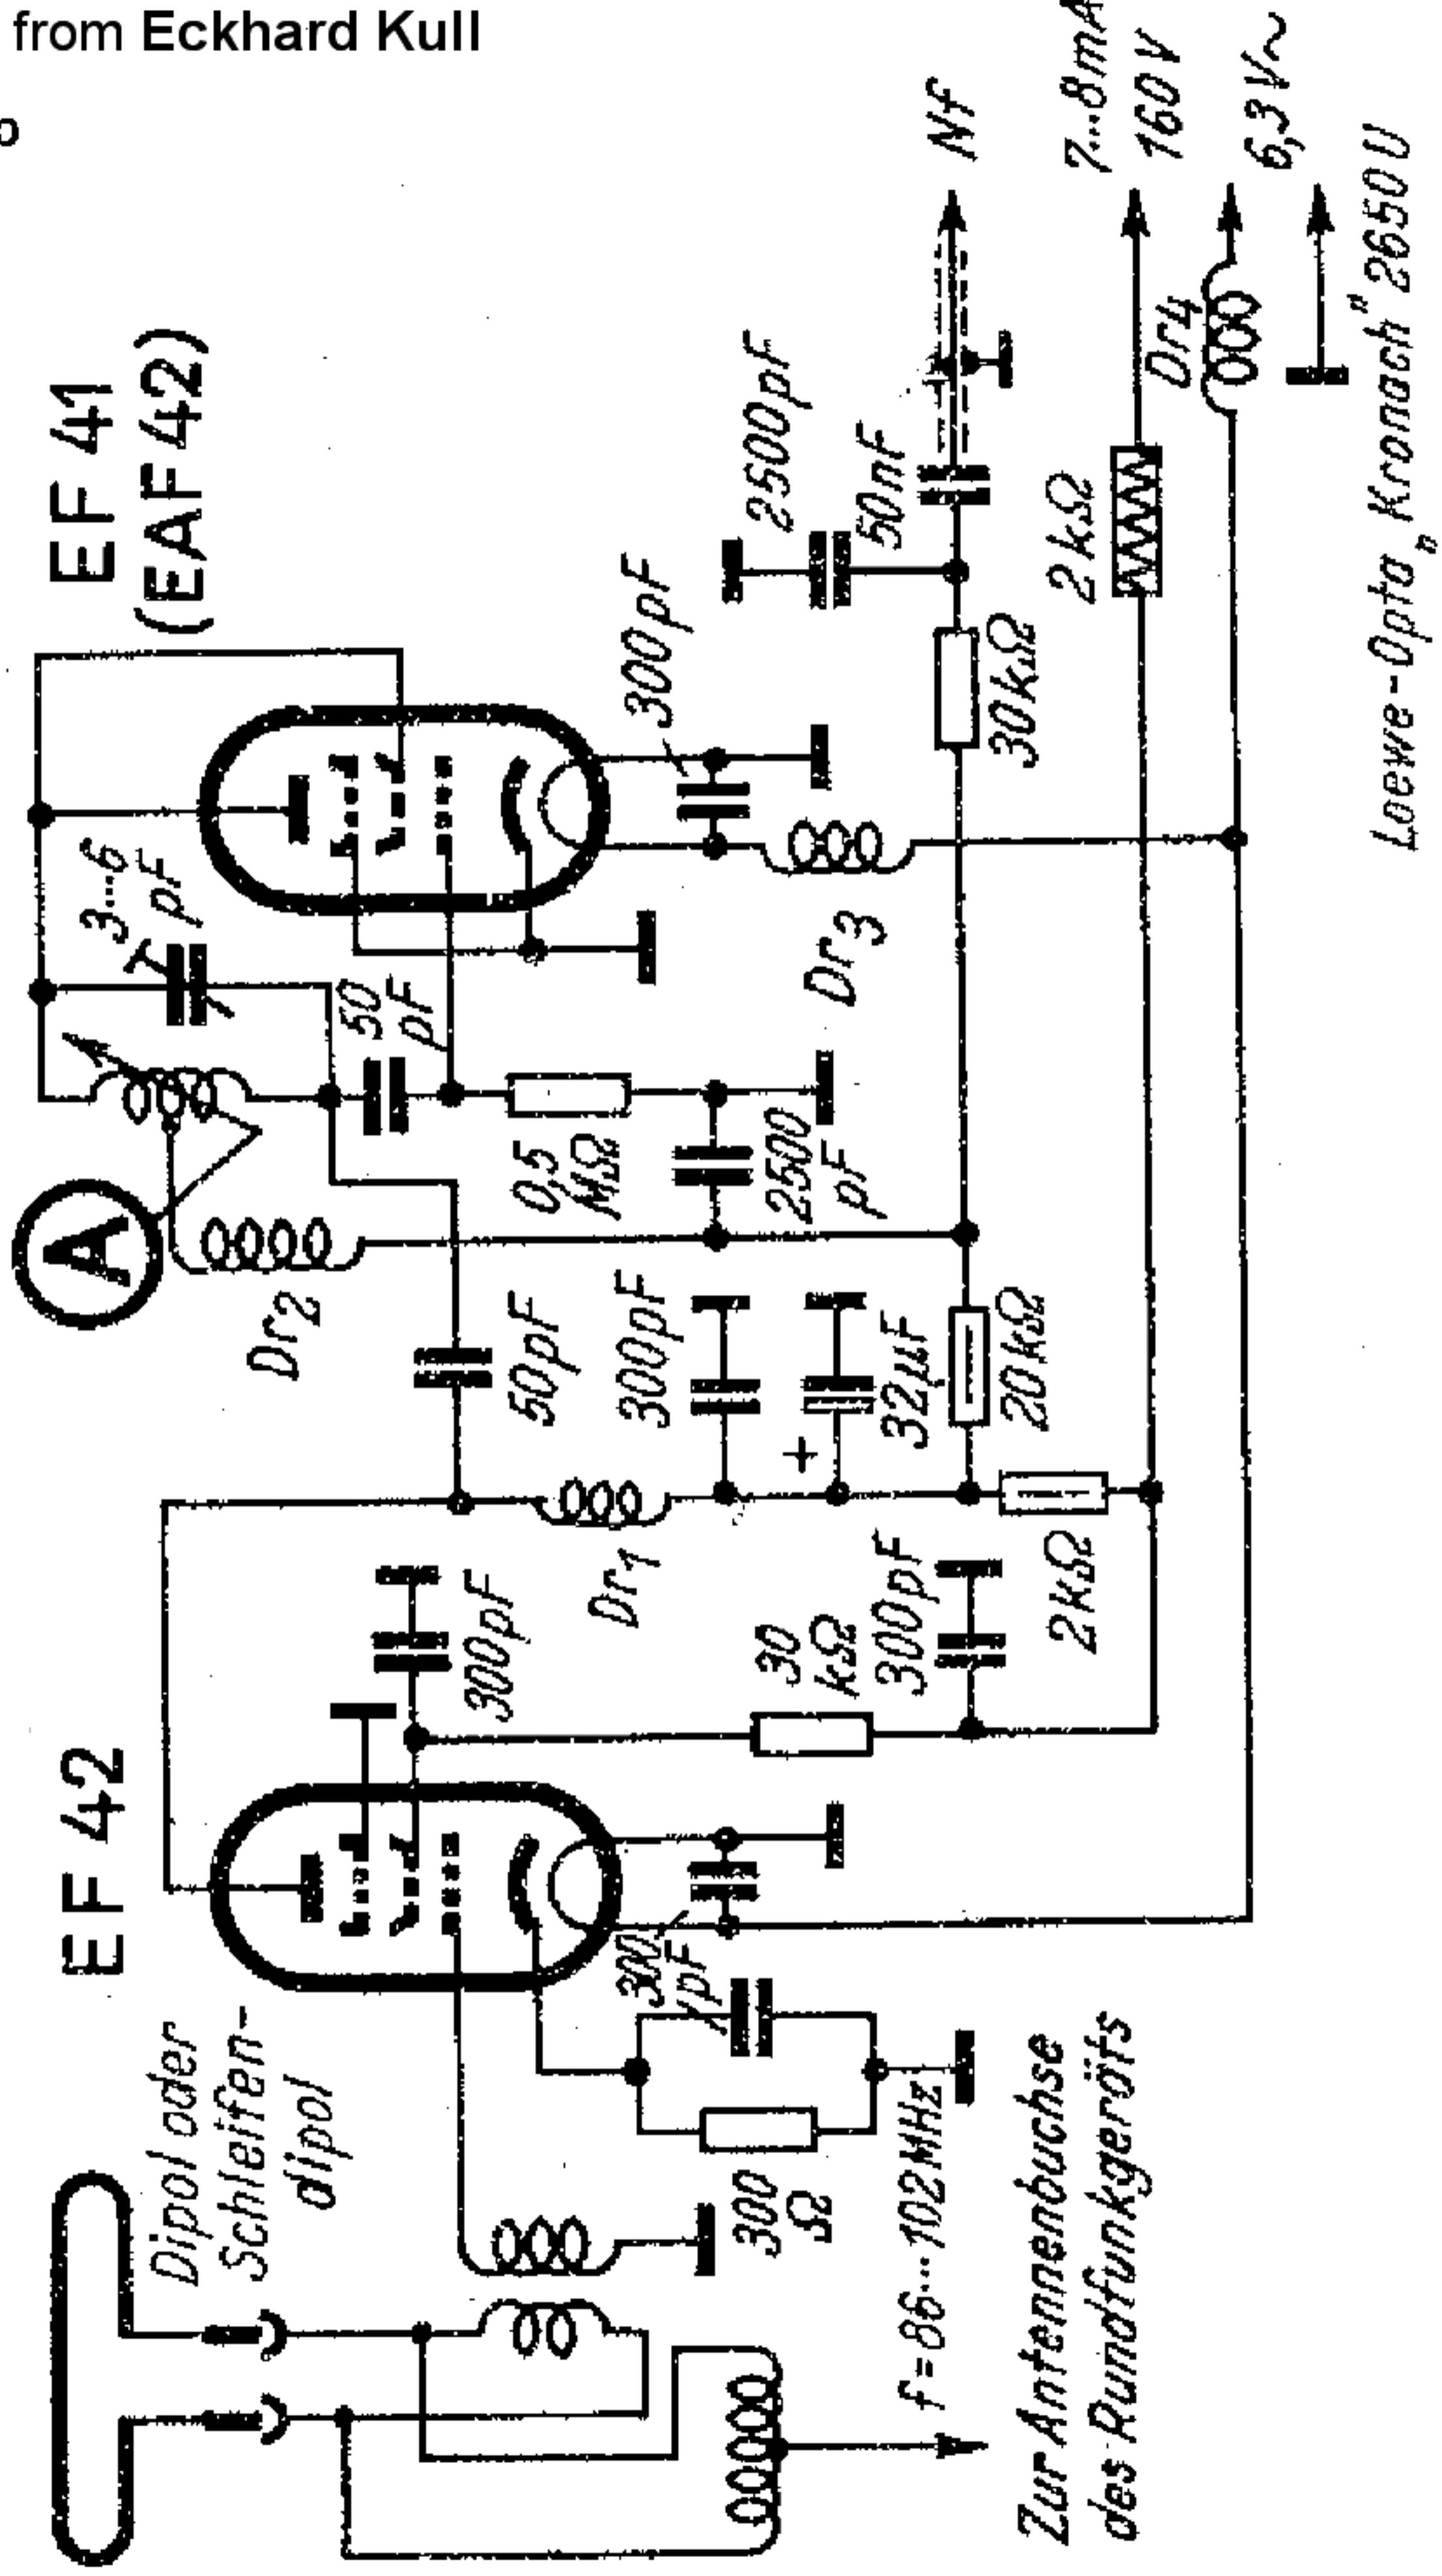 from Eckhard Kull
o
EF 42
EF 41
(EAF 42)
Dipol oder
Schleifen-
dipol
A
3...6
pF
50
pF
Dr2
50pF
300pF
Dr1
0,5
MΩ
2500
pF
300pF
32µF
+
20kΩ
2kΩ
30
kΩ
300pF
300
pF
300
Ω
300pF
Dr3
30kΩ
2500pF
50nF
Nf
2kΩ
7...8mA
160V
Dr4
6,3V~
f=86...102MHz
Zur Antennenbuchse
des Rundfunkgeräts
Loewe-Opta „Kronach" 2650U